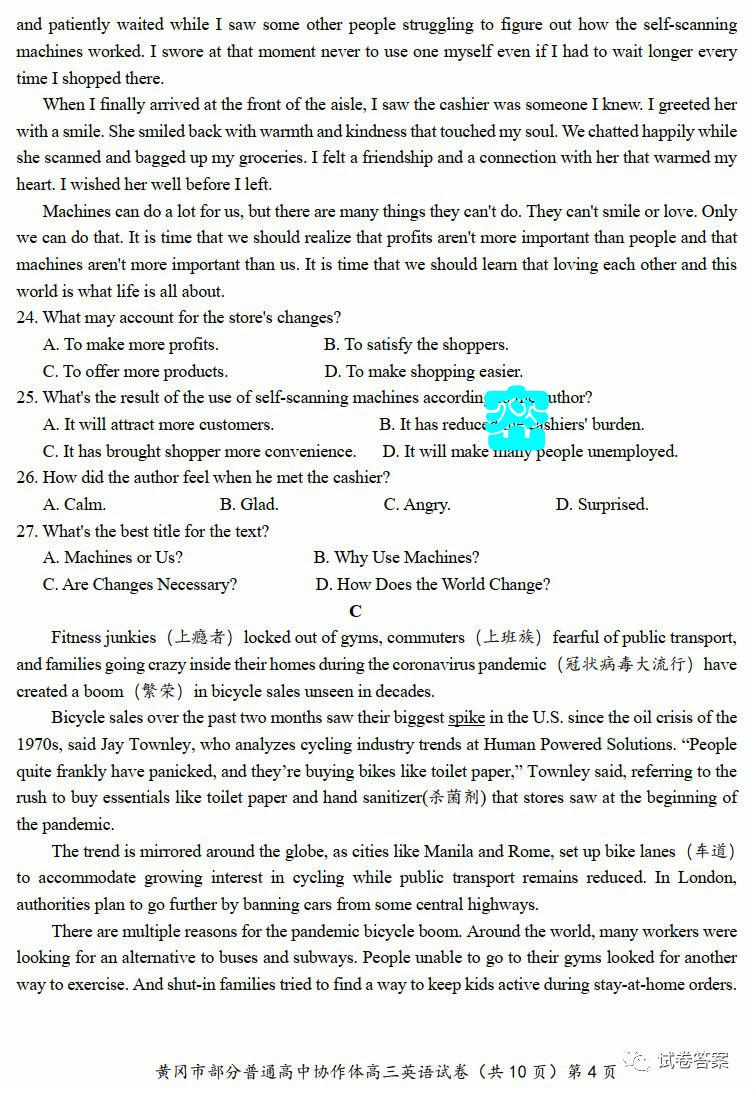 and patiently waited while I saw some other people struggling to figure out how the self-scanning
machines worked. I swore at that moment never to use one myself even if I had to wait longer every
time I shopped there.
When I finally arrived at the front of the aisle, I saw the cashier was someone I knew. I greeted her
with a smile. She smiled back with warmth and kindness that touched my soul. We chatted happily while
she scanned and bagged up my groceries. I felt a friendship and a connection with her that warmed my
heart. I wished her well before I left.
Machines can do a lot for us, but there are many things they can't do. They can't smile or love. Only
we can do that. It is time that we should realize that profits aren't more important than people and that
machines aren't more important than us. It is time that we should learn that loving each other and this
world is what life is all about.
24. What may account for the store's changes?
A. To make more profits. B. To satisfy the shoppers.
C. To offer more products. D. To make shopping easier.
25. What's the result of the use of self-scanning machines
A. It will attract more customers. B. It has burden.
C. It has brought shopper more convenience. D. It will make many people unemployed.
26. How did the author feel when he met the cashier?
A. Calm. B. Glad. C. Angry. D. Surprised.
27. What's the best title for the text?
A. Machines or Us? B. Why Use Machines?
C. Are Changes Necessary? D. How Does the World Change?
C
Fitness junkies（上瘾者）locked out of gyms, commuters（上班族）fearful of public transport,
and families going crazy inside their homes during the coronavirus pandemic（冠状病毒大流行）have
created a boom（繁荣）in bicycle sales unseen in decades.
Bicycle sales over the past two months saw their biggest spike in the U.S. since the oil crisis of the
1970s, said Jay Townley, who analyzes cycling industry trends at Human Powered Solutions. “People
quite frankly have panicked, and they’re buying bikes like toilet paper,” Townley said, referring to the
rush to buy essentials like toilet paper and hand sanitizer(杀菌剂) that stores saw at the beginning of
the pandemic.
The trend is mirrored around the globe, as cities like Manila and Rome, set up bike lanes（车道）
to accommodate growing interest in cycling while public transport remains reduced. In London,
authorities plan to go further by banning cars from some central highways.
There are multiple reasons for the pandemic bicycle boom. Around the world, many workers were
looking for an alternative to buses and subways. People unable to go to their gyms looked for another
way to exercise. And shut-in families tried to find a way to keep kids active during stay-at-home orders.
黄冈市部分普通高中协作体高三英语试卷（共 10 页）第 4 页
试卷答案